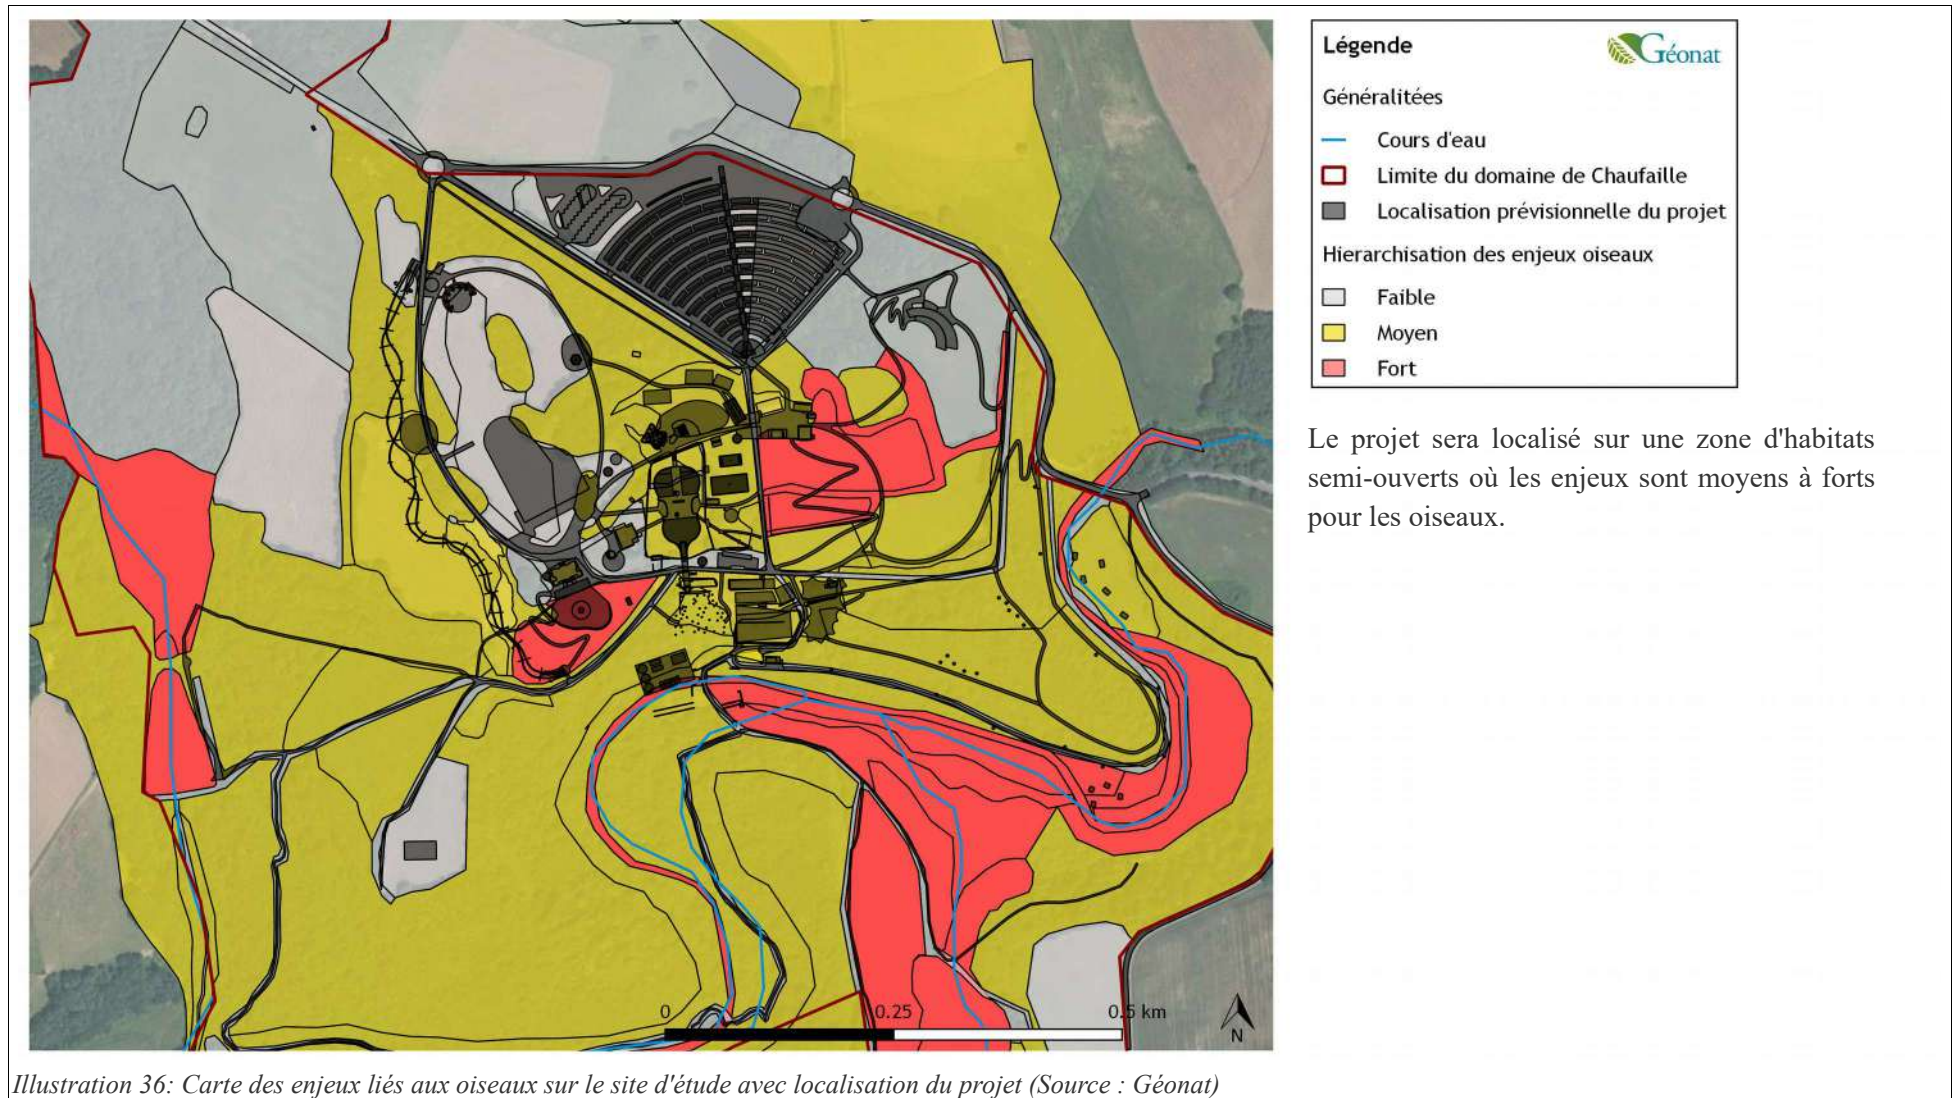 Légende
Géonat
Généralitées
Cours d'eau
Limite du domaine de Chaufaille
Localisation prévisionnelle du projet
Hierarchisation des enjeux oiseaux
Faible
Moyen
Fort
Le projet sera localisé sur une zone d'habitats
semi-ouverts où les enjeux sont moyens à forts
pour les oiseaux.
0 0.25 0.5 km
N
Illustration 36: Carte des enjeux liés aux oiseaux sur le site d'étude avec localisation du projet (Source : Géonat)